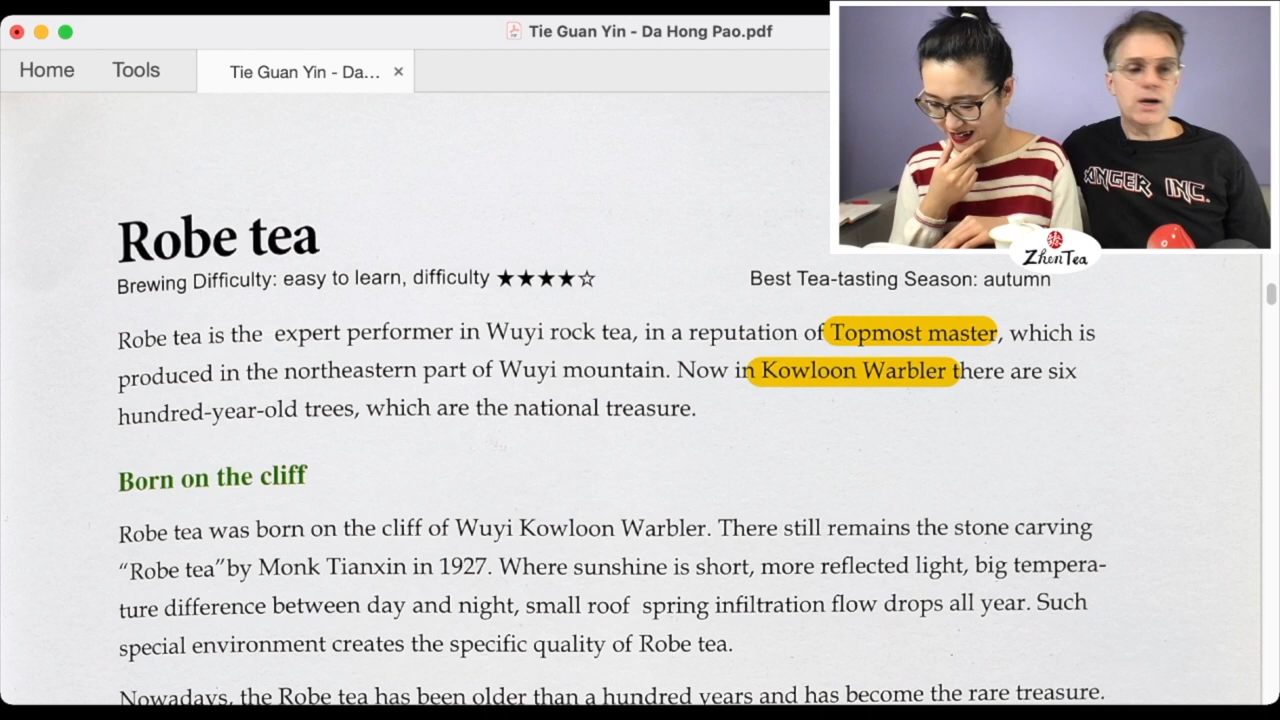 Tie Guan Yin - Da Hong Pao.pdf
Home Tools Tie Guan Yin - Da... ×
ANGER INC.
ZhenTea
Robe tea
Brewing Difficulty: easy to learn, difficulty ★★★★☆ Best Tea-tasting Season: autumn
Robe tea is the expert performer in Wuyi rock tea, in a reputation of Topmost master, which is
produced in the northeastern part of Wuyi mountain. Now in Kowloon Warbler there are six
hundred-year-old trees, which are the national treasure.
Born on the cliff
Robe tea was born on the cliff of Wuyi Kowloon Warbler. There still remains the stone carving
“Robe tea”by Monk Tianxin in 1927. Where sunshine is short, more reflected light, big tempera-
ture difference between day and night, small roof spring infiltration flow drops all year. Such
special environment creates the specific quality of Robe tea.
Nowadays, the Robe tea has been older than a hundred years and has become the rare treasure.